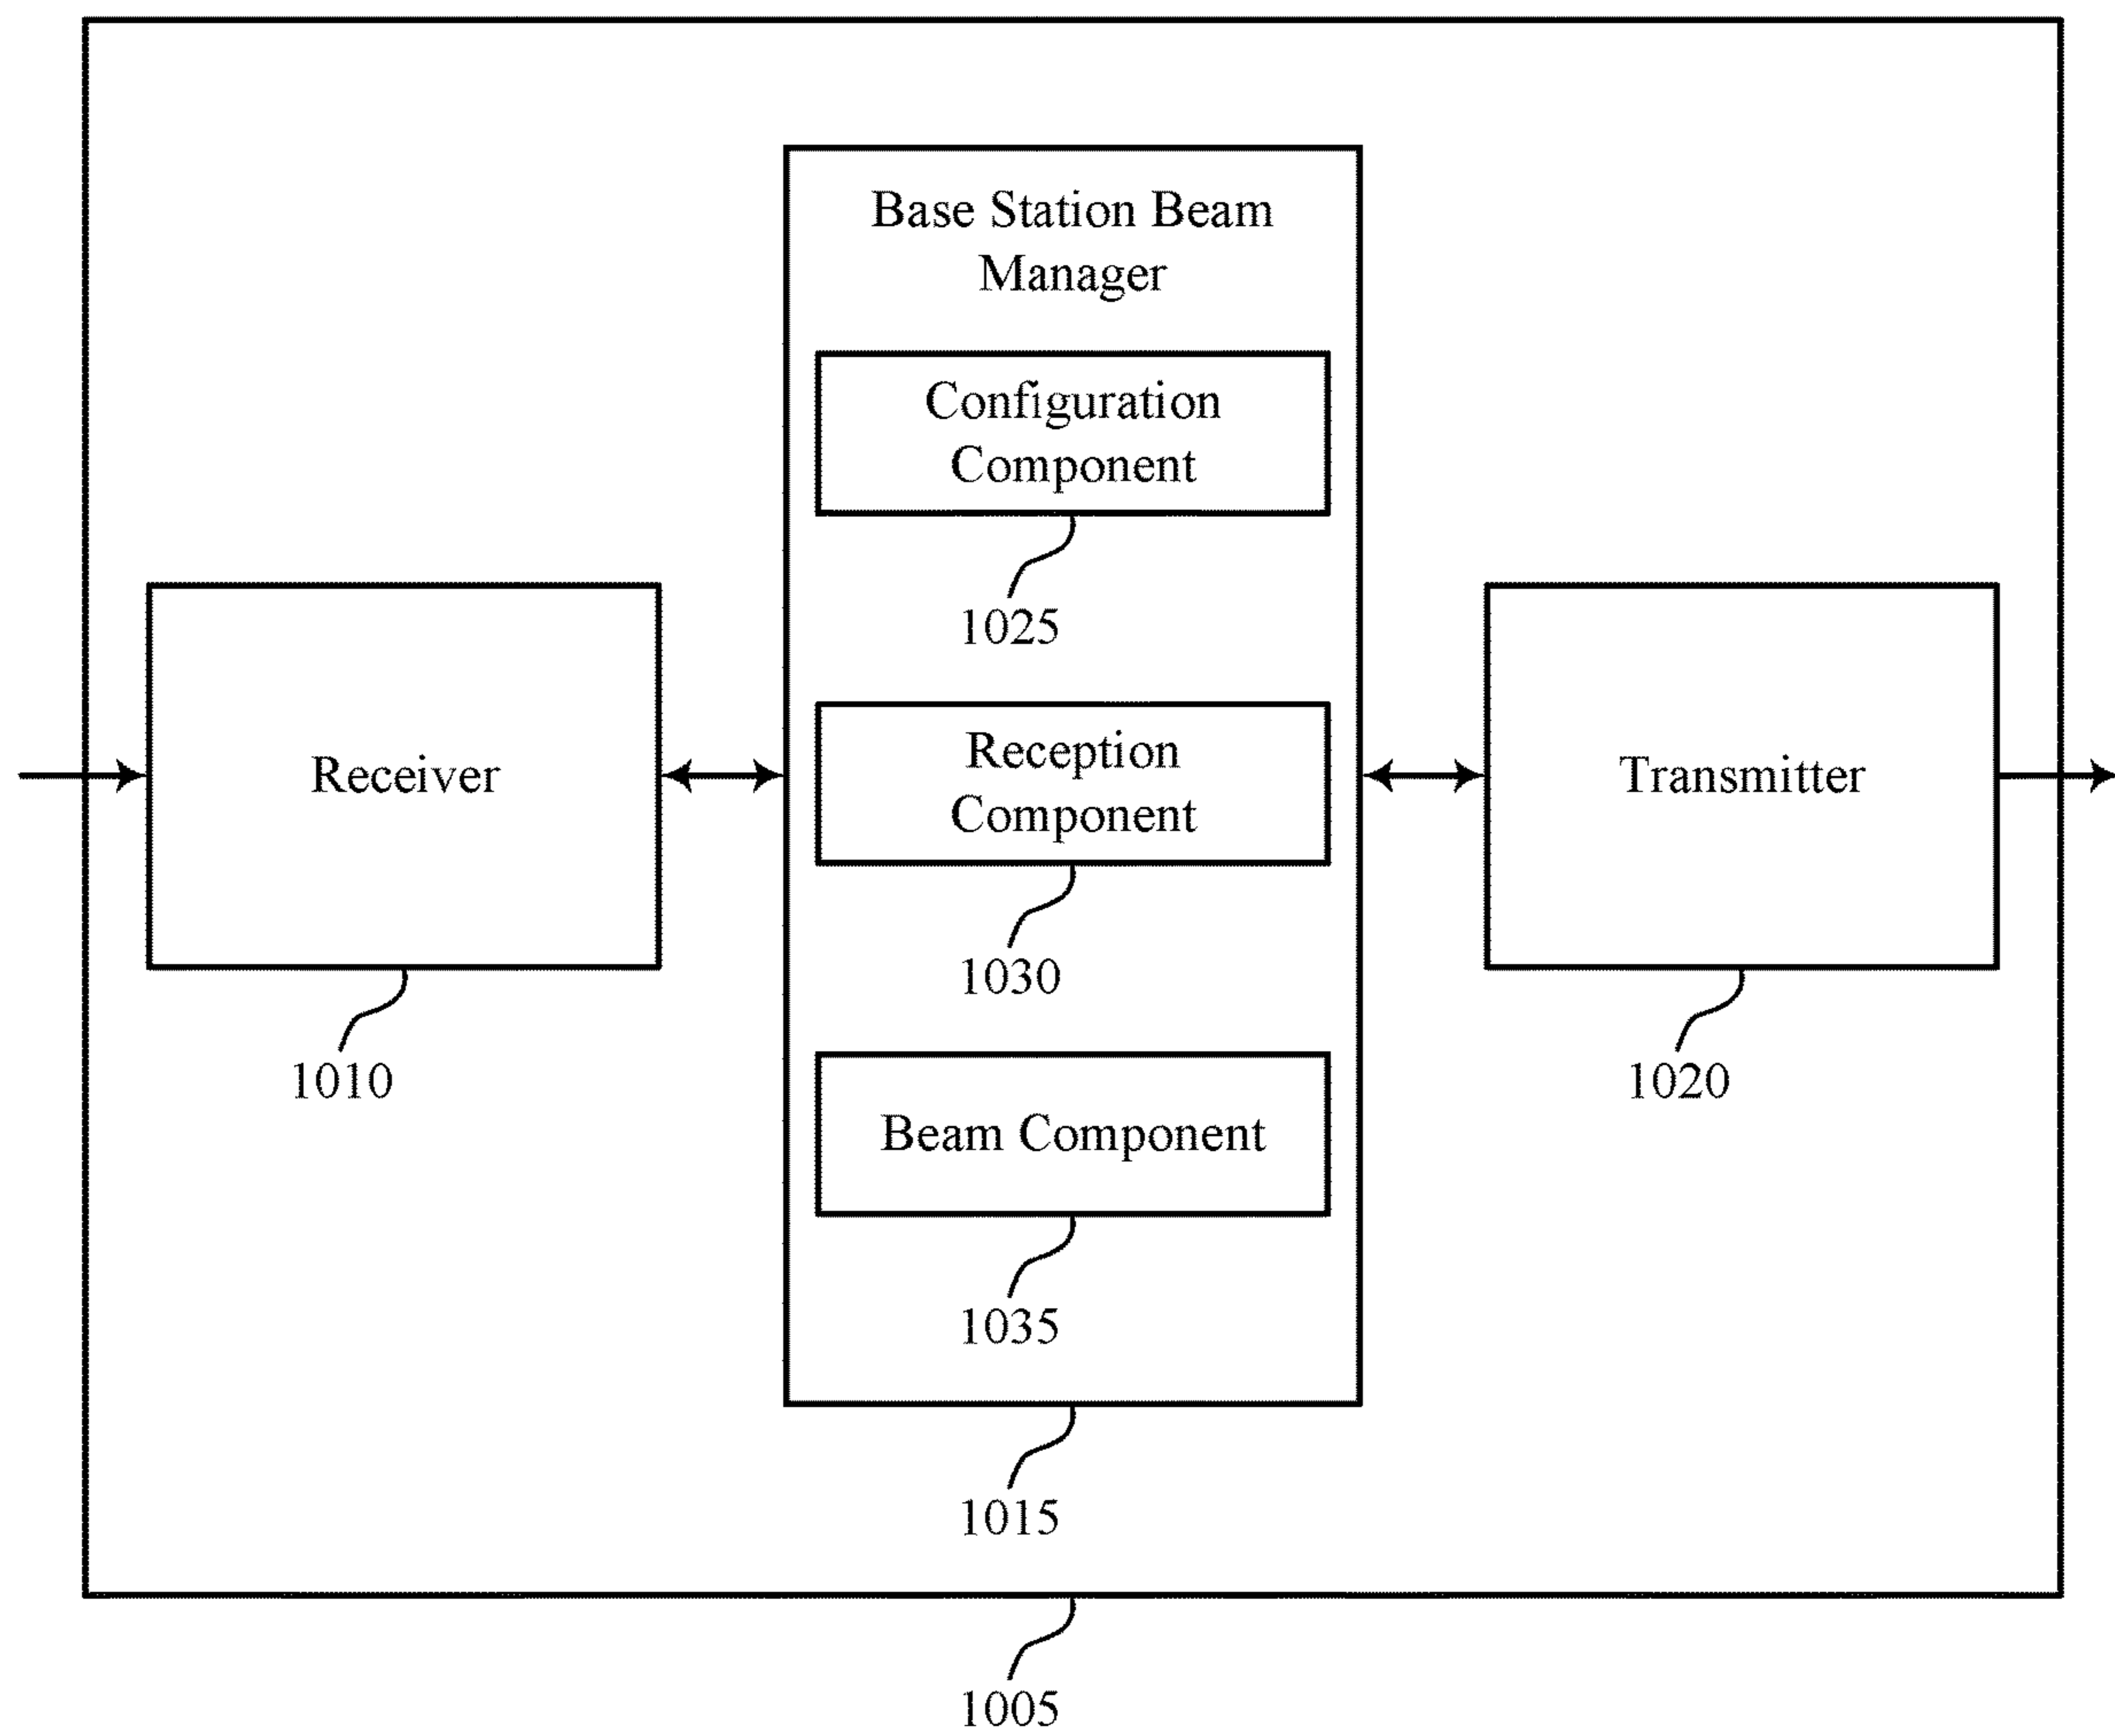 Base Station Beam
Manager
Configuration
Component
1025
Receiver
1010
Reception
Component
1030
Transmitter
1020
Beam Component
1035
1015
1005